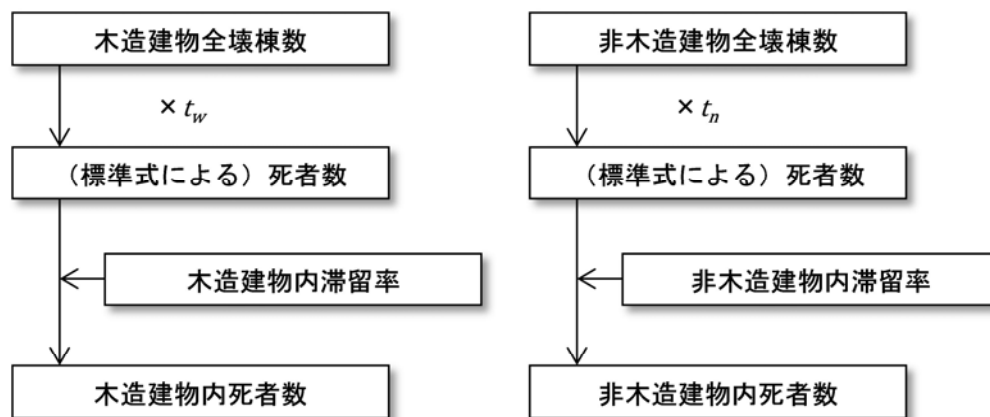 木造建物全壊棟数
× t_w
（標準式による）死者数
木造建物内滞留率
木造建物内死者数
非木造建物全壊棟数
× t_n
（標準式による）死者数
非木造建物内滞留率
非木造建物内死者数